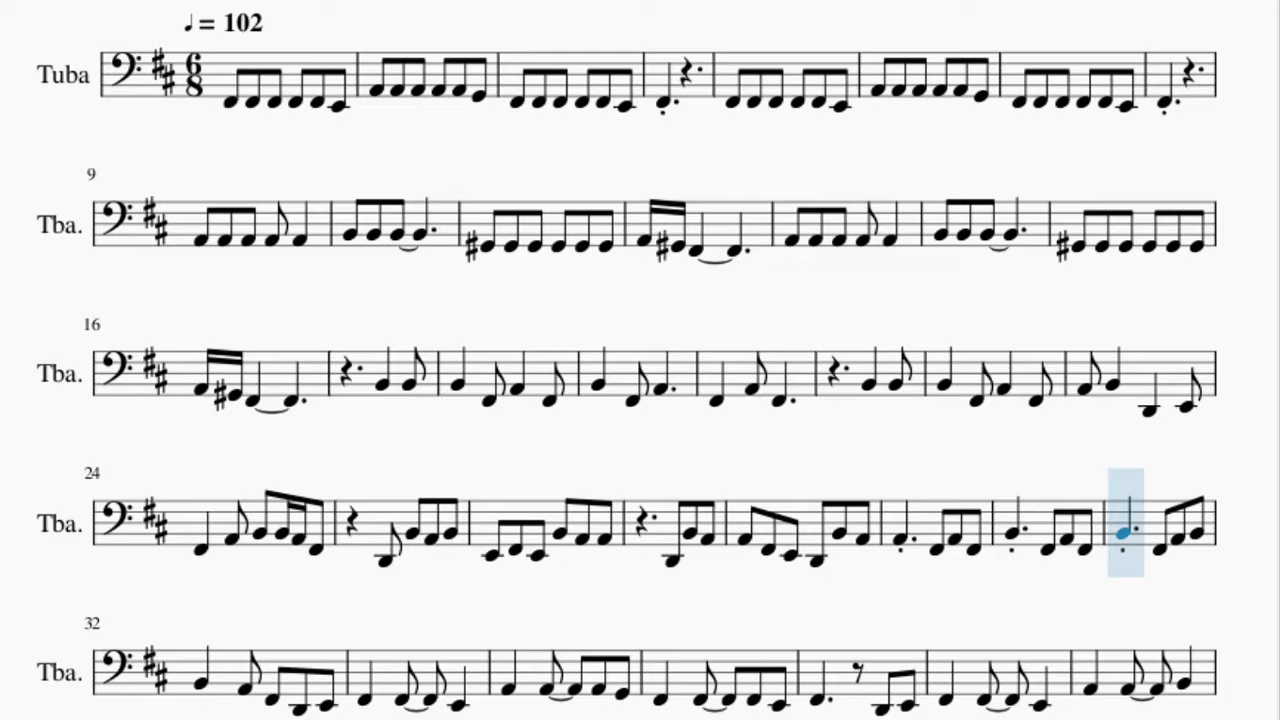 ♩ = 102
Tuba 6/8
9
Tba.
16
Tba.
24
Tba.
32
Tba.